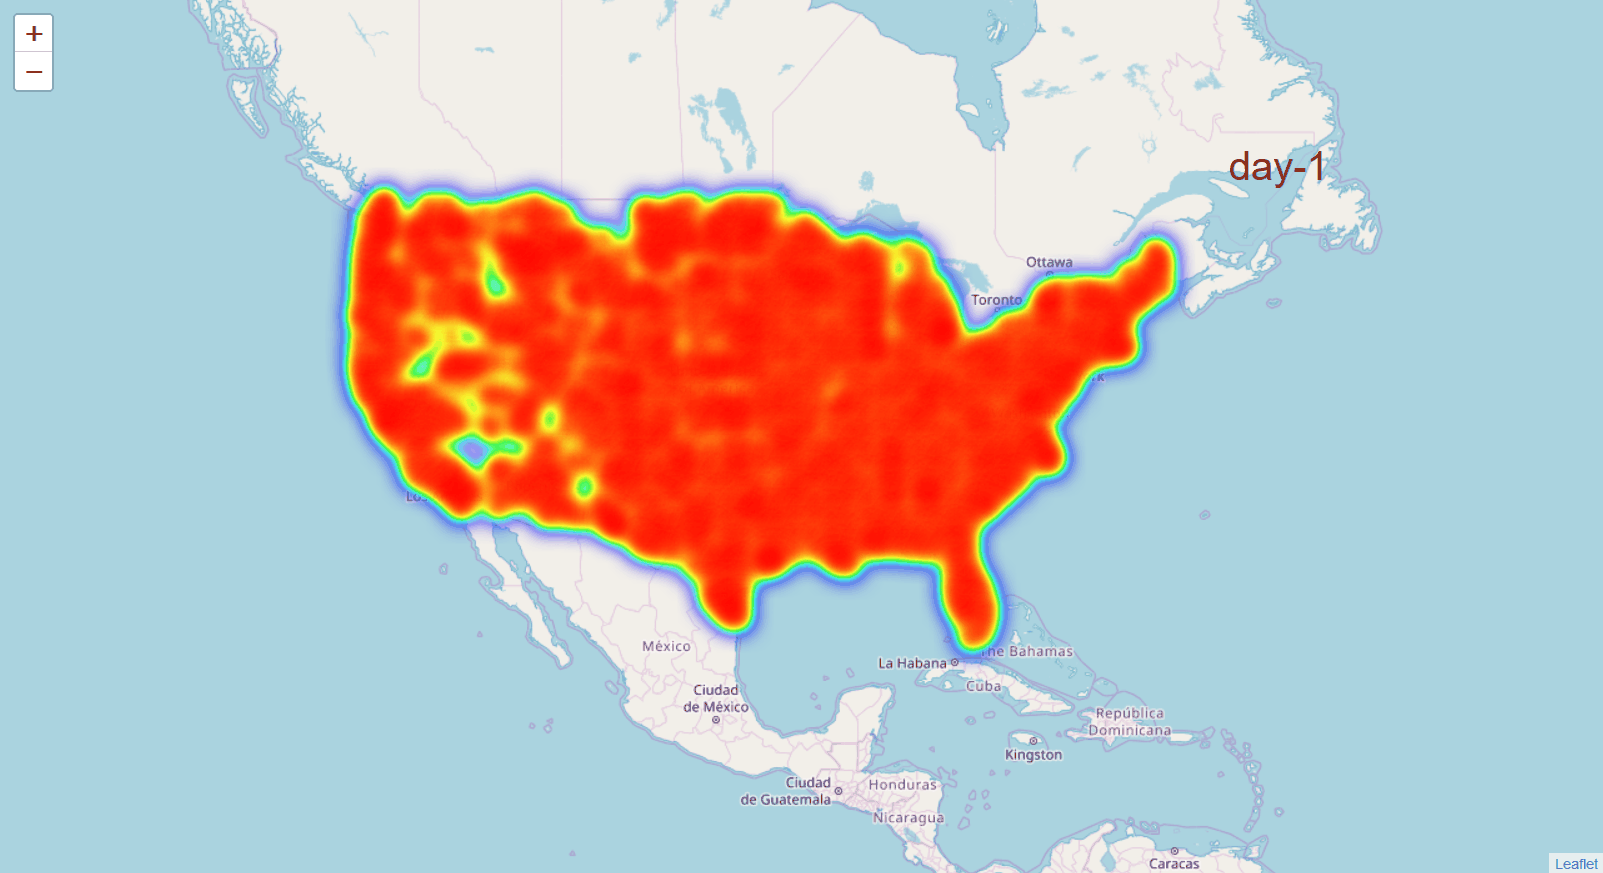 +
−
day-1
Ottawa
Toronto
K
Los
México
The Bahamas
La Habana
Cuba
Ciudad
de México
República
Dominicana
Kingston
Ciudad
de Guatemala
Honduras
Nicaragua
Caracas
Leaflet